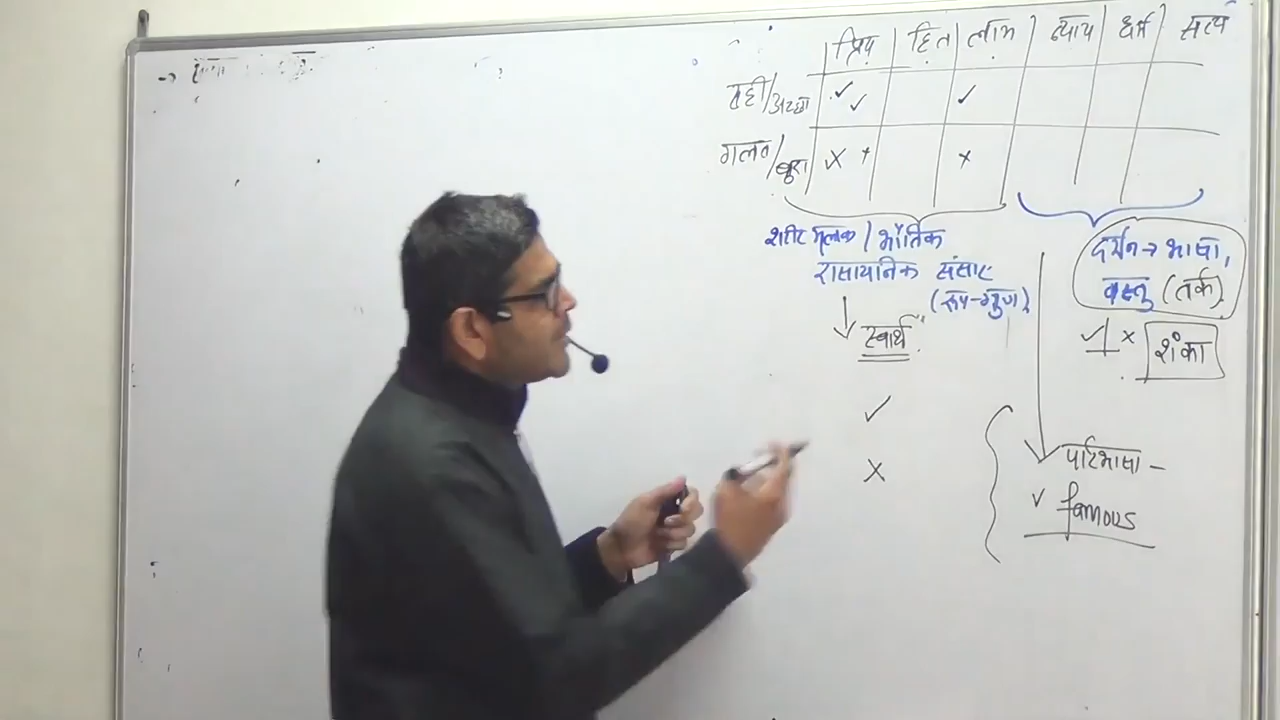 प्रिय हित लाभ न्याय धर्म सत्य
सही/अच्छा ✓ ✓ ✓
गलत/बुरा ✓ x x x
शरीर मूलक / भौतिक
रासायनिक संसार
(रूप-गुण)
स्वार्थ
✓
x
दर्शन → भाषा,
वस्तु (तर्क)
✓ x शंका
परिभाषा -
✓ famous